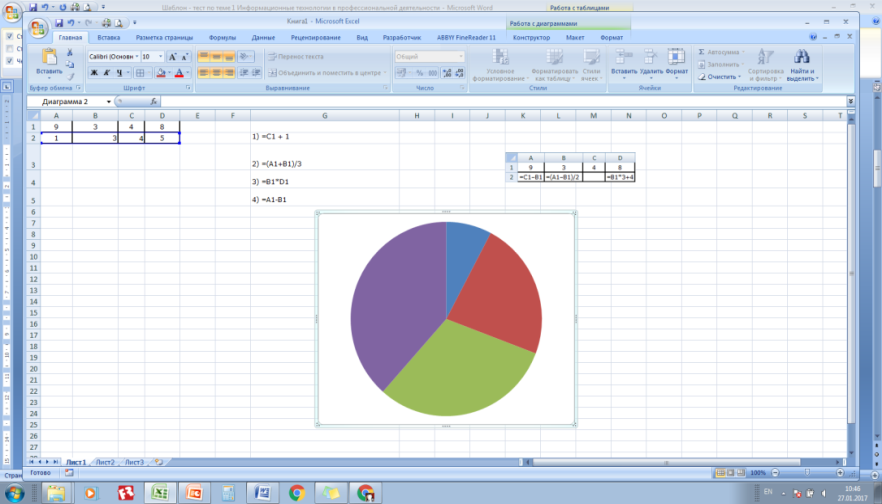 Шаблон - тест по теме 1 Информационные технологии в профессиональной деятельности - Microsoft Word
Работа с таблицами
Книга1 - Microsoft Excel
Работа с диаграммами
Главная Вставка Разметка страницы Формулы Данные Рецензирование Вид Разработчик ABBYY FineReader 11 Конструктор Макет Формат
Вставить
Calibri (Основн 10
Ж К Ч
Перенос текста
Объединить и поместить в центре
Общий
% 000
Условное форматирование
Форматировать как таблицу
Стили ячеек
Вставить Удалить Формат
Σ Автосумма
Заполнить
Очистить
Сортировка и фильтр
Найти и выделить
Буфер обмена Шрифт Выравнивание Число Стили Ячейки Редактирование
Диаграмма 2 fx
A B C D E F G H I J K L M N O P Q R S T
1 9 3 4 8
2 1 3 4 5
1) =C1 + 1
3 2) =(A1+B1)/3
4 3) =B1*D1
5 4) =A1-B1
A B C D
1 9 3 4 8
2 =C1-B1 =(A1-B1)/2 =B1*3+4
6
7
8
9
10
11
12
13
14
15
16
17
18
19
20
21
22
23
24
25
26
27
Лист1 Лист2 Лист3
Готово 100%
Стран
EN 10:46
27.01.2017